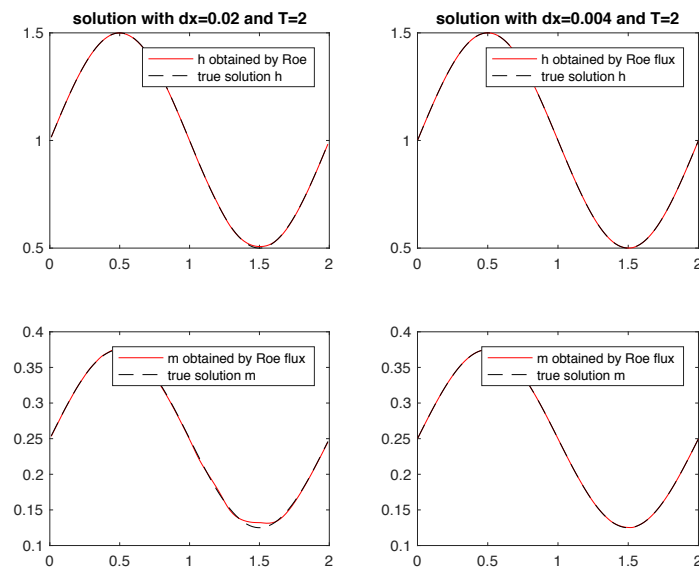 solution with dx=0.02 and T=2
1.5
1
0.5
0 0.5 1 1.5 2
h obtained by Roe
true solution h
solution with dx=0.004 and T=2
1.5
1
0.5
0 0.5 1 1.5 2
h obtained by Roe flux
true solution h
0.4
0.35
0.3
0.25
0.2
0.15
0.1
0 0.5 1 1.5 2
m obtained by Roe flux
true solution m
0.4
0.35
0.3
0.25
0.2
0.15
0.1
0 0.5 1 1.5 2
m obtained by Roe flux
true solution m